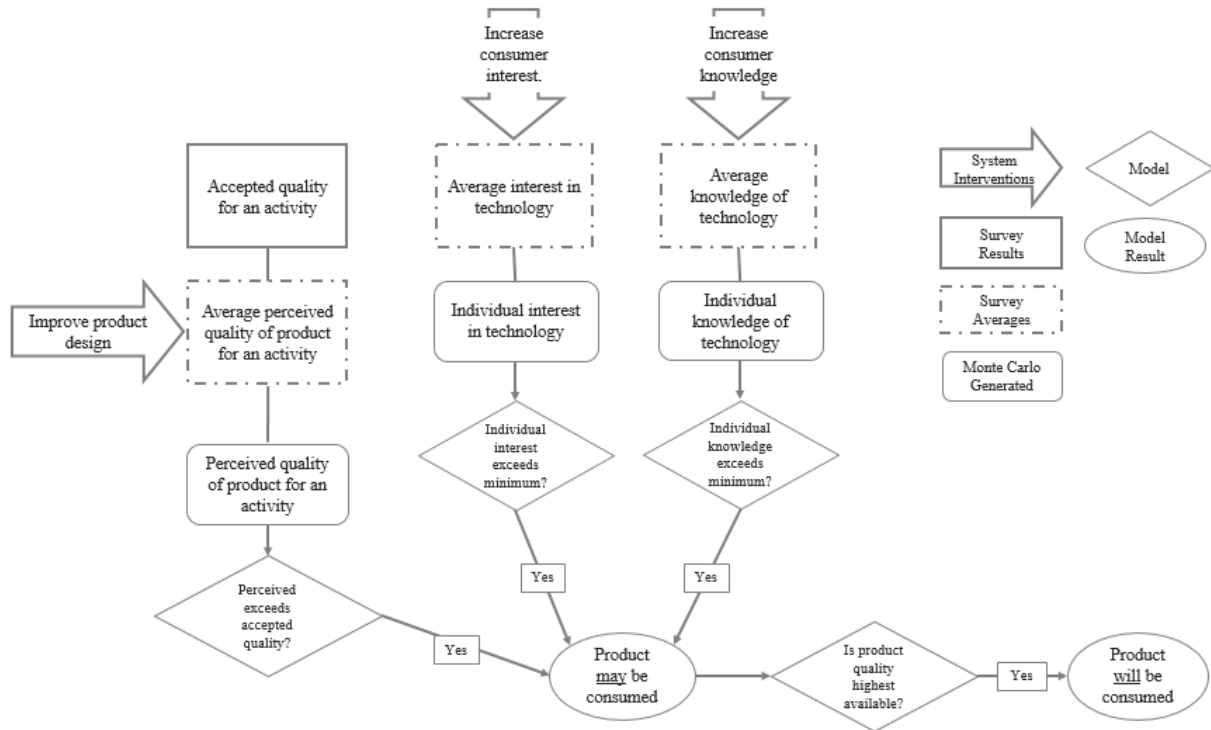 Increase
consumer
interest.
Increase
consumer
knowledge
Accepted quality
for an activity
Average interest in
technology
Average
knowledge of
technology
System
Interventions
Model
Survey
Results
Model
Result
Improve product
design
Average perceived
quality of product
for an activity
Individual interest
in technology
Individual
knowledge of
technology
Survey
Averages
Monte Carlo
Generated
Perceived quality
of product for an
activity
Individual
interest
exceeds
minimum?
Individual
knowledge
exceeds
minimum?
Perceived
exceeds
accepted
quality?
Yes
Yes
Yes
Product
may be
consumed
Is product
quality
highest
available?
Yes
Product
will be
consumed